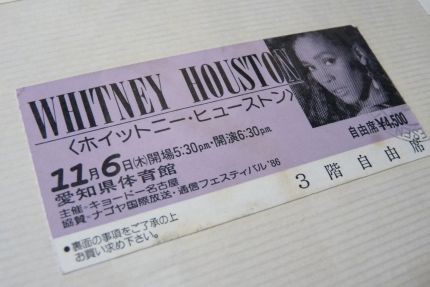 WHITNEY HOUSTON
〈ホイットニー・ヒューストン〉
11月6日(木)開場5:30pm・開演6:30pm
愛知県体育館
主催=キョードー名古屋
協賛=ナゴヤ国際放送・通信フェスティバル'86
自由席¥4,500
3階自由席
●裏面の事項をご了承の上
お買い求め下さい。